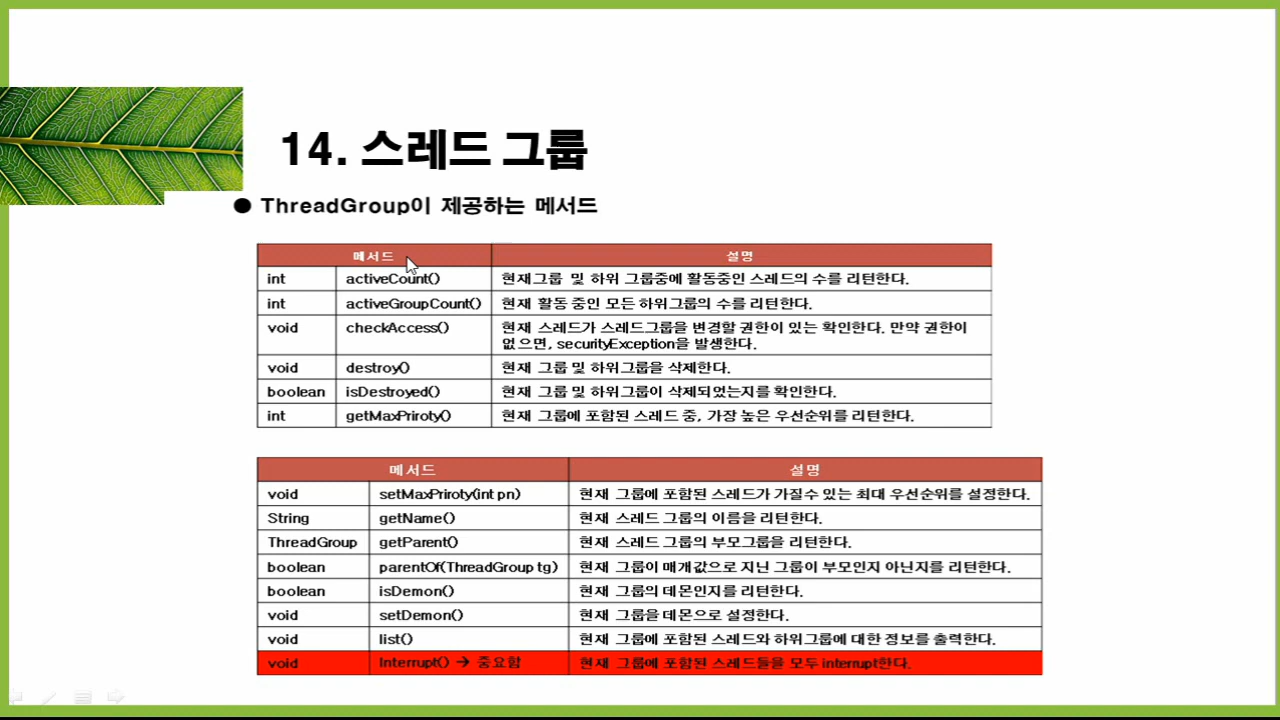 14. 스레드 그룹
● ThreadGroup이 제공하는 메서드
메서드 설명
int activeCount() 현재그룹 및 하위 그룹중에 활동중인 스레드의 수를 리턴한다.
int activeGroupCount() 현재 활동 중인 모든 하위그룹의 수를 리턴한다.
void checkAccess() 현재 스레드가 스레드그룹을 변경할 권한이 있는 확인한다. 만약 권한이
없으면, securityException을 발생한다.
void destroy() 현재 그룹 및 하위그룹을 삭제한다.
boolean isDestroyed() 현재 그룹 및 하위그룹이 삭제되었는지를 확인한다.
int getMaxPriroty() 현재 그룹에 포함된 스레드 중, 가장 높은 우선순위를 리턴한다.
메서드 설명
void setMaxPriroty(int pn) 현재 그룹에 포함된 스레드가 가질수 있는 최대 우선순위를 설정한다.
String getName() 현재 스레드 그룹의 이름을 리턴한다.
ThreadGroup getParent() 현재 스레드 그룹의 부모그룹을 리턴한다.
boolean parentOf(ThreadGroup tg) 현재 그룹이 매개값으로 지닌 그룹이 부모인지 아닌지를 리턴한다.
boolean isDemon() 현재 그룹의 데몬인지를 리턴한다.
void setDemon() 현재 그룹을 데몬으로 설정한다.
void list() 현재 그룹에 포함된 스레드와 하위그룹에 대한 정보를 출력한다.
void Interrupt() → 중요함 현재 그룹에 포함된 스레드들을 모두 interrupt한다.